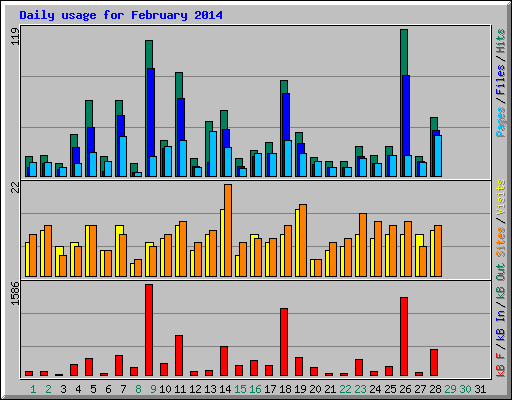 Daily usage for February 2014
119
Pages / Files / Hits
22
Sites / Visits
1586
kB F / kB In / kB Out
1 2 3 4 5 6 7 8 9 10 11 12 13 14 15 16 17 18 19 20 21 22 23 24 25 26 27 28 29 30 31